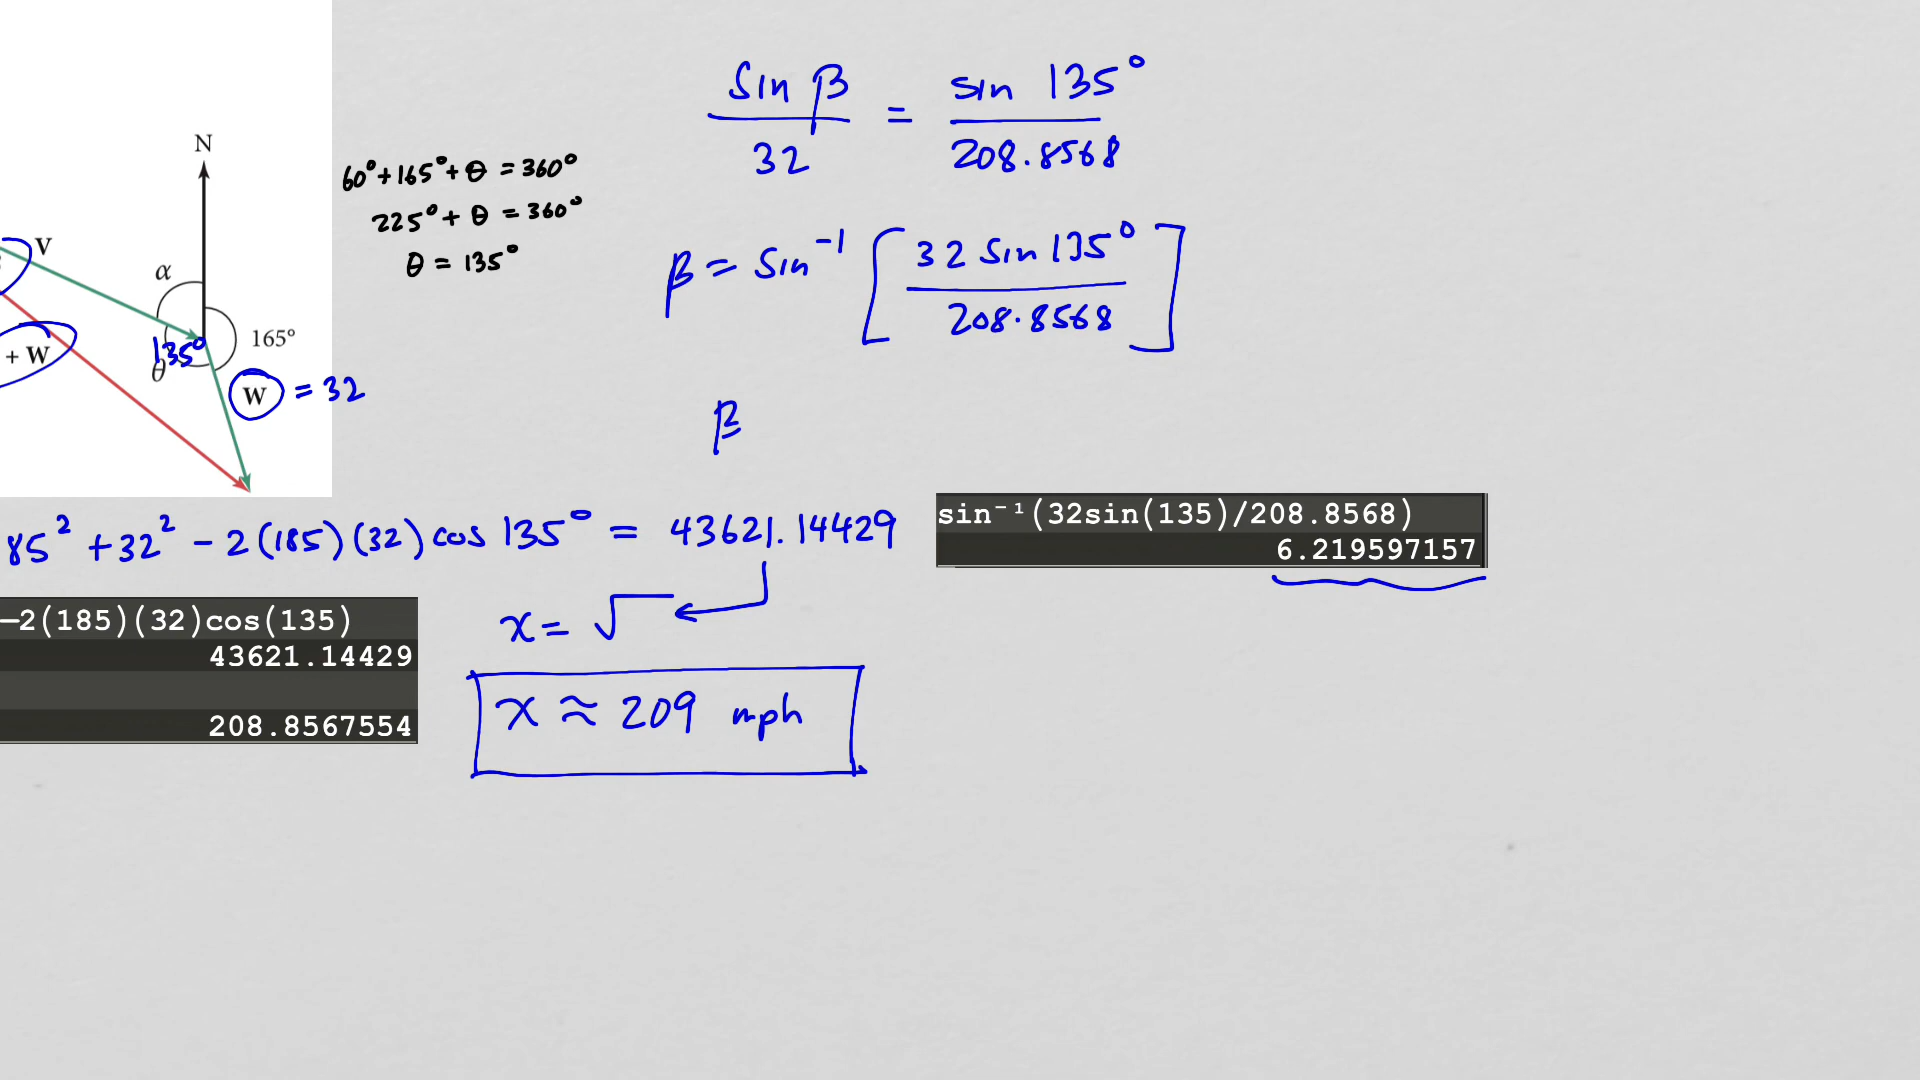 sin β / 32 = sin 135° / 208.8568
N
60° + 165° + θ = 360°
225° + θ = 360°
θ = 135°
β = sin⁻¹ [ 32 sin 135° / 208.8568 ]
V
α
165°
135°
θ
+ W
W = 32
β
85² + 32² - 2(185)(32) cos 135° = 43621.14429
sin⁻¹(32sin(135)/208.8568)
6.219597157
x = √
−2(185)(32)cos(135)
43621.14429
208.8567554
x ≈ 209 mph